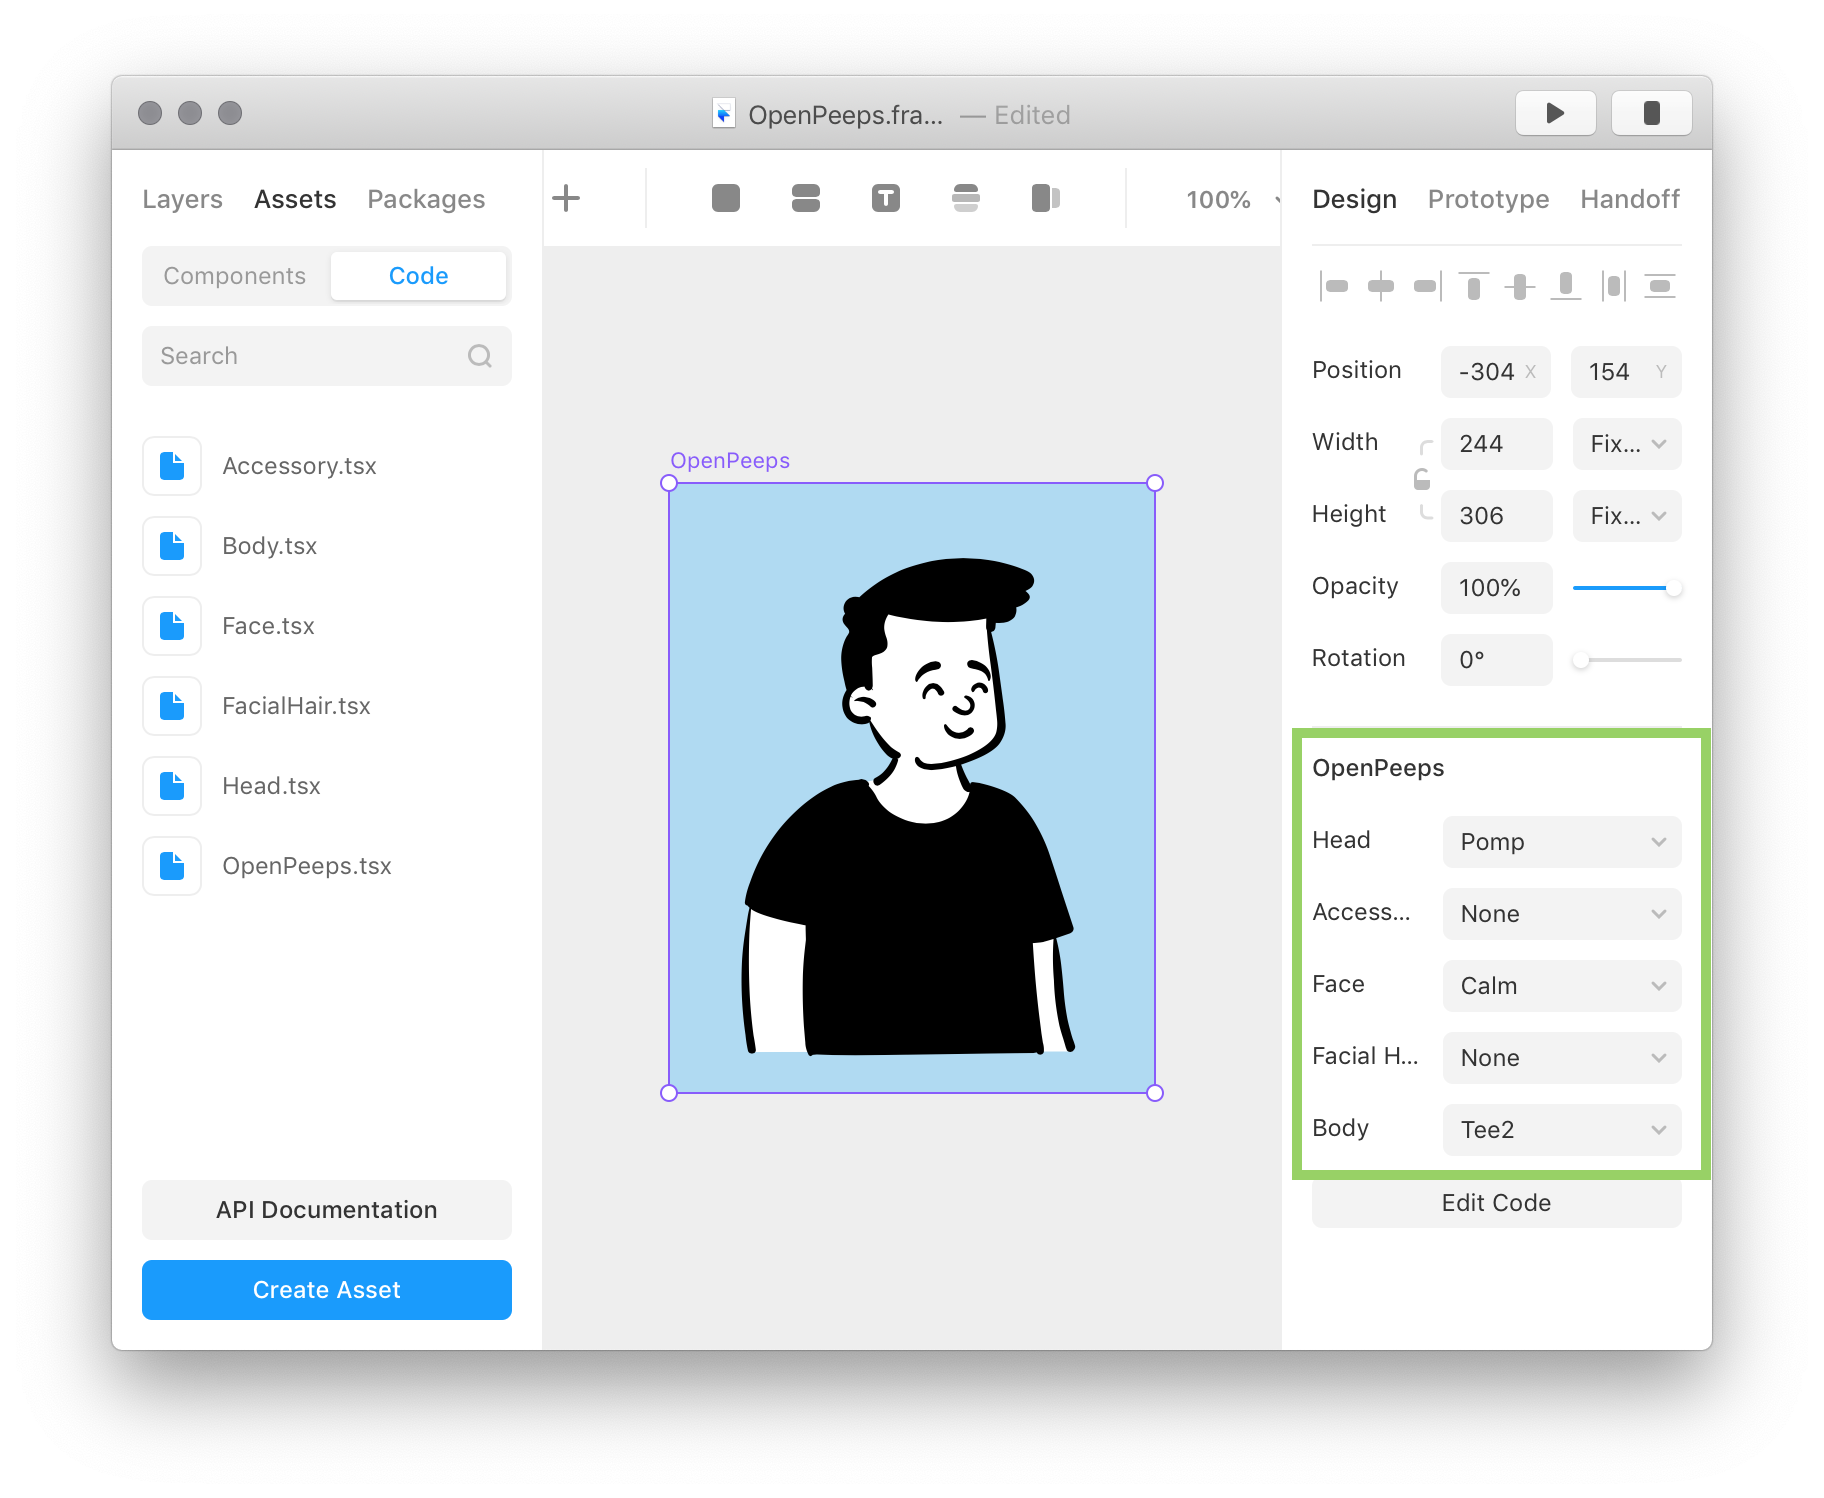 OpenPeeps.fra... — Edited
Layers Assets Packages
Components Code
Search
Accessory.tsx
Body.tsx
Face.tsx
FacialHair.tsx
Head.tsx
OpenPeeps.tsx
API Documentation
Create Asset
T
100%
OpenPeeps
Design Prototype Handoff
Position -304 X 154 Y
Width 244 Fix...
Height 306 Fix...
Opacity 100%
Rotation 0°
OpenPeeps
Head Pomp
Access... None
Face Calm
Facial H... None
Body Tee2
Edit Code